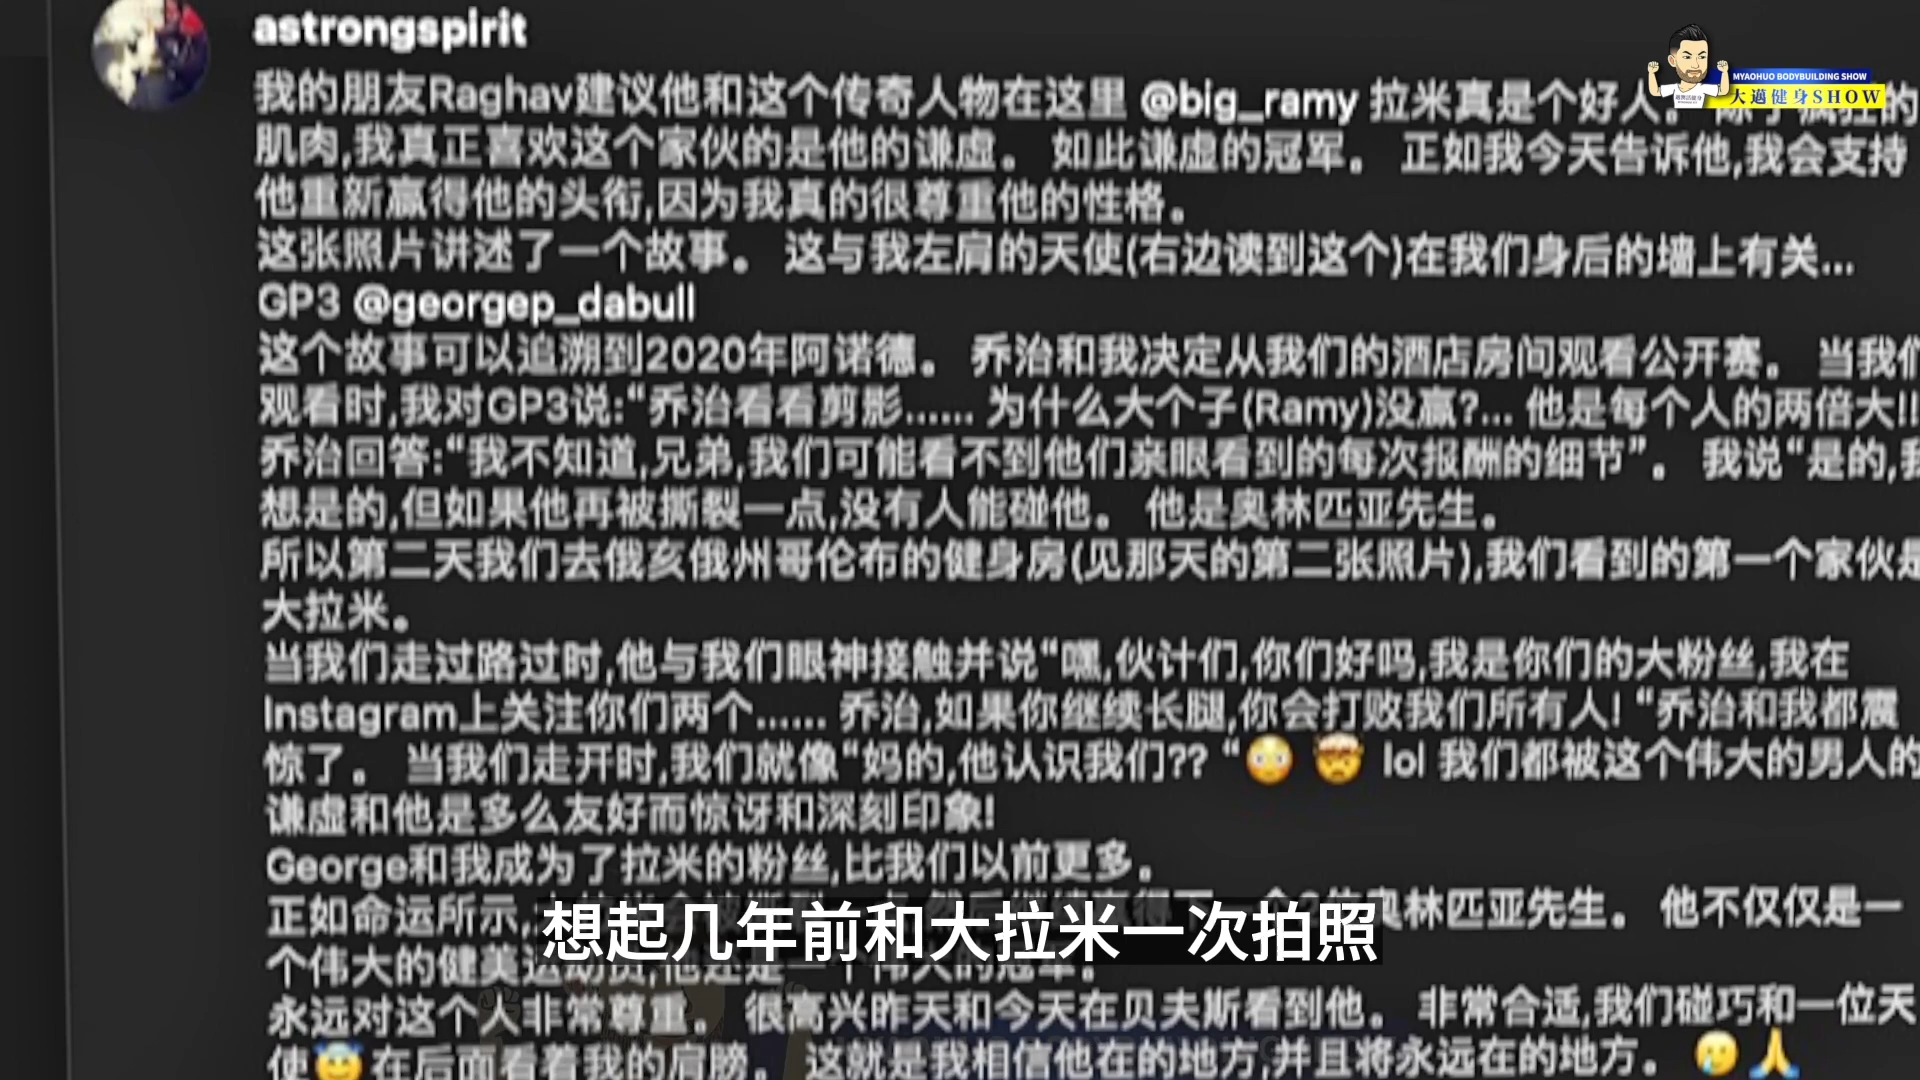 astrongspirit
MYAOHUO BODYBUILDING SHOW
大邁健身SHOW
我的朋友Raghav建议他和这个传奇人物在这里 @big_ramy 拉米真是个好人。 除了疯狂的
肌肉,我真正喜欢这个家伙的是他的谦虚。 如此谦虚的冠军。 正如我今天告诉他,我会支持
他重新赢得他的头衔,因为我真的很尊重他的性格。
这张照片讲述了一个故事。 这与我左肩的天使(右边读到这个)在我们身后的墙上有关...
GP3 @georgep_dabull
这个故事可以追溯到2020年阿诺德。 乔治和我决定从我们的酒店房间观看公开赛。 当我们
观看时,我对GP3说:“乔治看看剪影...... 为什么大个子(Ramy)没赢?... 他是每个人的两倍大!!
乔治回答:“我不知道,兄弟,我们可能看不到他们亲眼看到的每次报酬的细节”。 我说“是的,我
想是的,但如果他再被撕裂一点,没有人能碰他。 他是奥林匹亚先生。
所以第二天我们去俄亥俄州哥伦布的健身房(见那天的第二张照片),我们看到的第一个家伙是
大拉米。
当我们走过路过时,他与我们眼神接触并说“嘿,伙计们,你们好吗,我是你们的大粉丝,我在
Instagram上关注你们两个...... 乔治,如果你继续长腿,你会打败我们所有人! “乔治和我都震
惊了。 当我们走开时,我们就像“妈的,他认识我们?? “😳 🤯 lol 我们都被这个伟大的男人的
谦虚和他是多么友好而惊讶和深刻印象!
George和我成为了拉米的粉丝,比我们以前更多。
正如命运所示, 奥林匹亚先生。 他不仅仅是一
想起几年前和大拉米一次拍照
个伟大的健美运动员,他还是一个伟大的冠军。
永远对这个人非常尊重。 很高兴昨天和今天在贝夫斯看到他。 非常合适,我们碰巧和一位天
使😇在后面看着我的肩膀。 这就是我相信他在的地方,并且将永远在的地方。 🥲 🙏